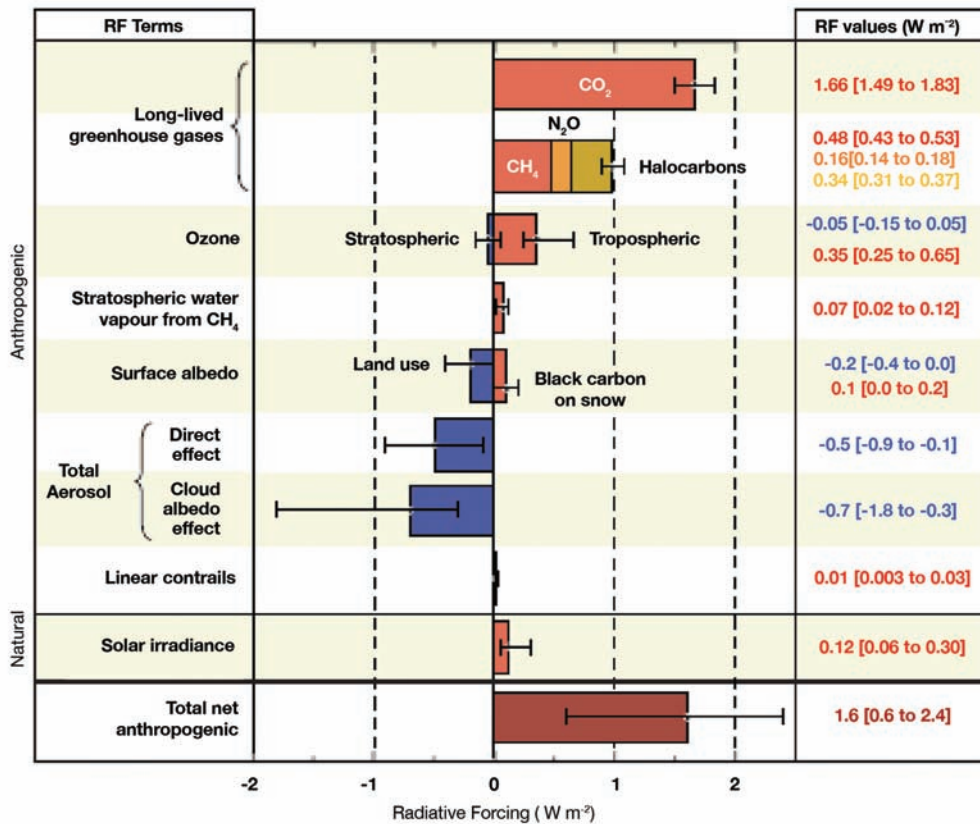 RF Terms
RF values (W m⁻²)
Anthropogenic
Long-lived
greenhouse gases
CO₂
1.66 [1.49 to 1.83]
N₂O
CH₄
Halocarbons
0.48 [0.43 to 0.53]
0.16[0.14 to 0.18]
0.34 [0.31 to 0.37]
Ozone
Stratospheric
Tropospheric
-0.05 [-0.15 to 0.05]
0.35 [0.25 to 0.65]
Stratospheric water
vapour from CH₄
0.07 [0.02 to 0.12]
Surface albedo
Land use
Black carbon
on snow
-0.2 [-0.4 to 0.0]
0.1 [0.0 to 0.2]
Total
Aerosol
Direct
effect
-0.5 [-0.9 to -0.1]
Cloud
albedo
effect
-0.7 [-1.8 to -0.3]
Linear contrails
0.01 [0.003 to 0.03]
Natural
Solar irradiance
0.12 [0.06 to 0.30]
Total net
anthropogenic
1.6 [0.6 to 2.4]
-2 -1 0 1 2
Radiative Forcing ( W m⁻²)